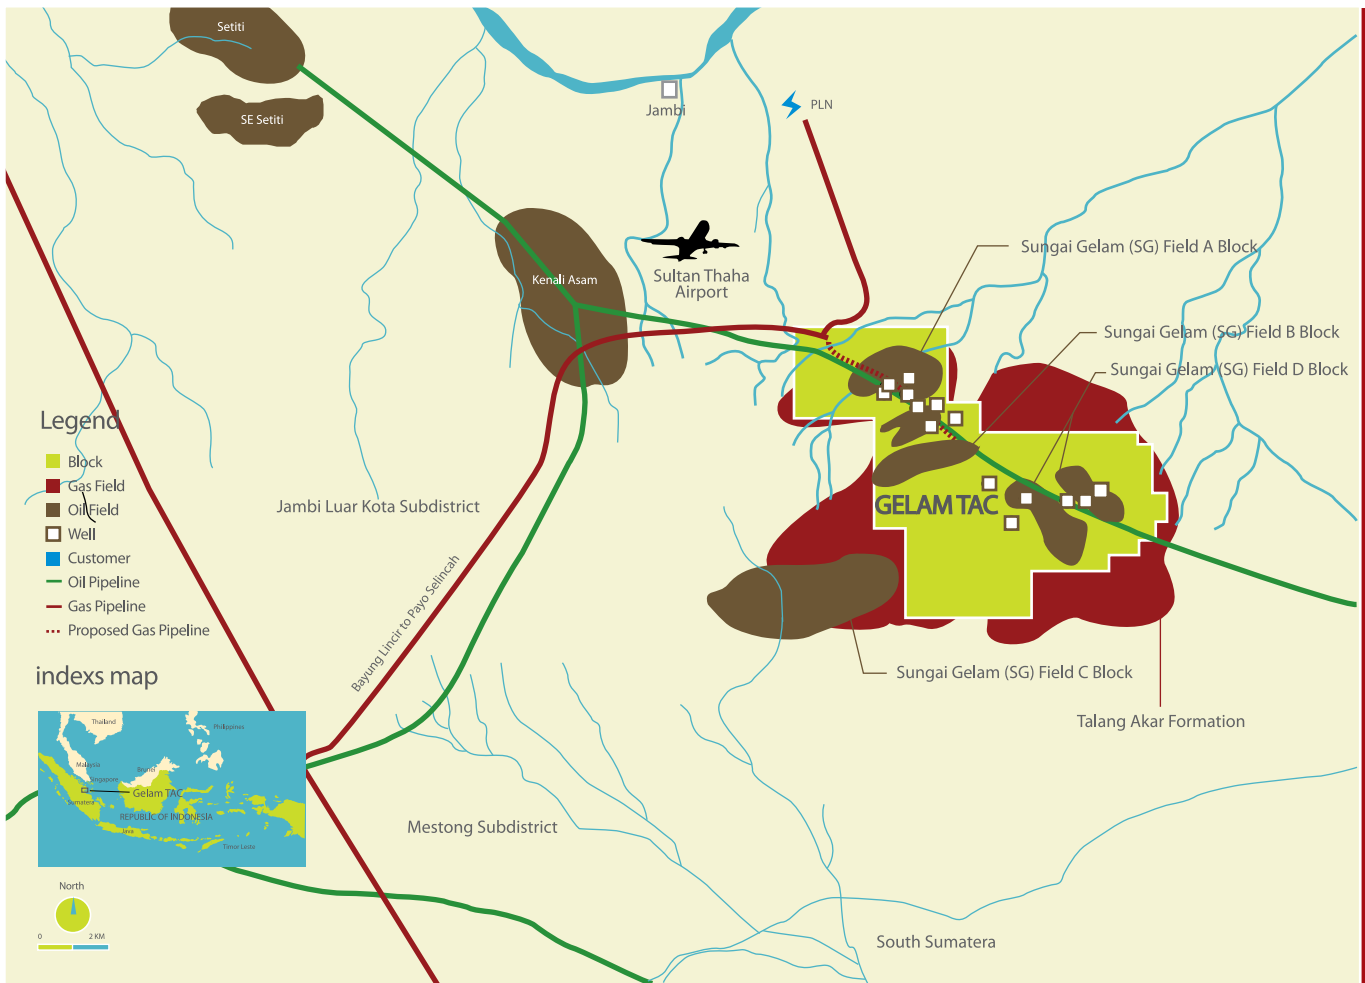 Setiti
SE Setiti
Jambi
PLN
Kenali Asam
Sultan Thaha
Airport
Sungai Gelam (SG) Field A Block
Sungai Gelam (SG) Field B Block
Sungai Gelam (SG) Field D Block
GELAM TAC
Jambi Luar Kota Subdistrict
Bayung Lincir to Payo Selincah
Legend
Block
Gas Field
Oil Field
Well
Customer
Oil Pipeline
Gas Pipeline
Proposed Gas Pipeline
Sungai Gelam (SG) Field C Block
Talang Akar Formation
indexs map
Thailand
Philippines
Malaysia
Brunei
Singapore
Gelam TAC
Sumatera
REPUBLIC OF INDONESIA
Java
Timor Leste
Mestong Subdistrict
South Sumatera
North
0 2 KM